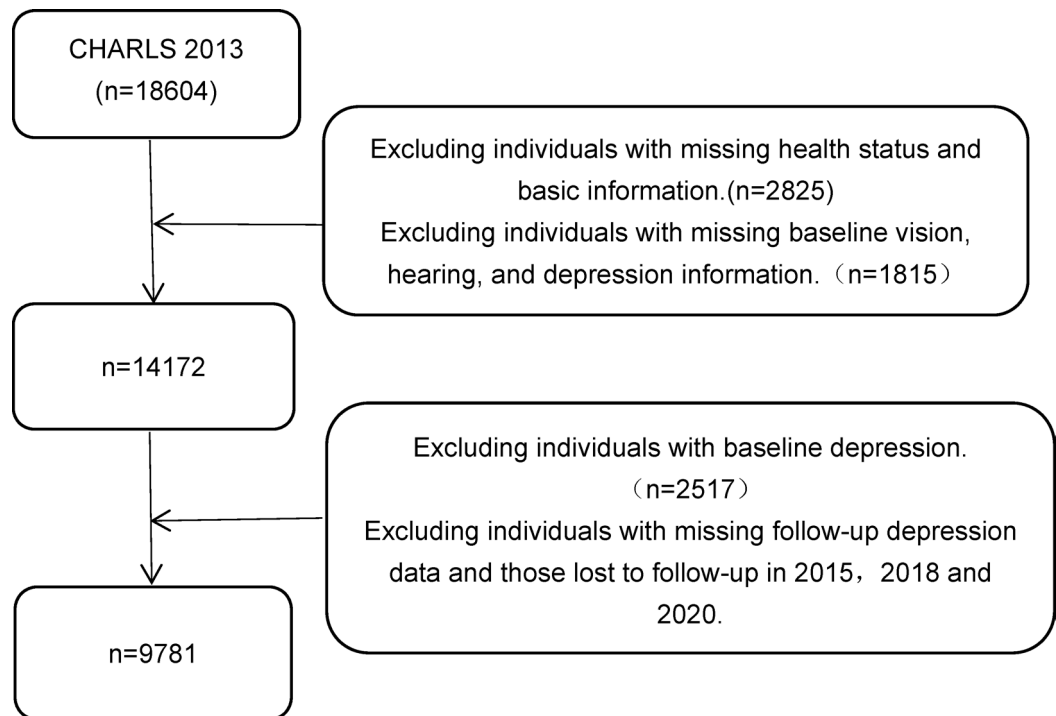 CHARLS 2013
(n=18604)
Excluding individuals with missing health status and
basic information.(n=2825)
Excluding individuals with missing baseline vision,
hearing, and depression information.（n=1815）
n=14172
Excluding individuals with baseline depression.
（n=2517）
Excluding individuals with missing follow-up depression
data and those lost to follow-up in 2015，2018 and
2020.
n=9781